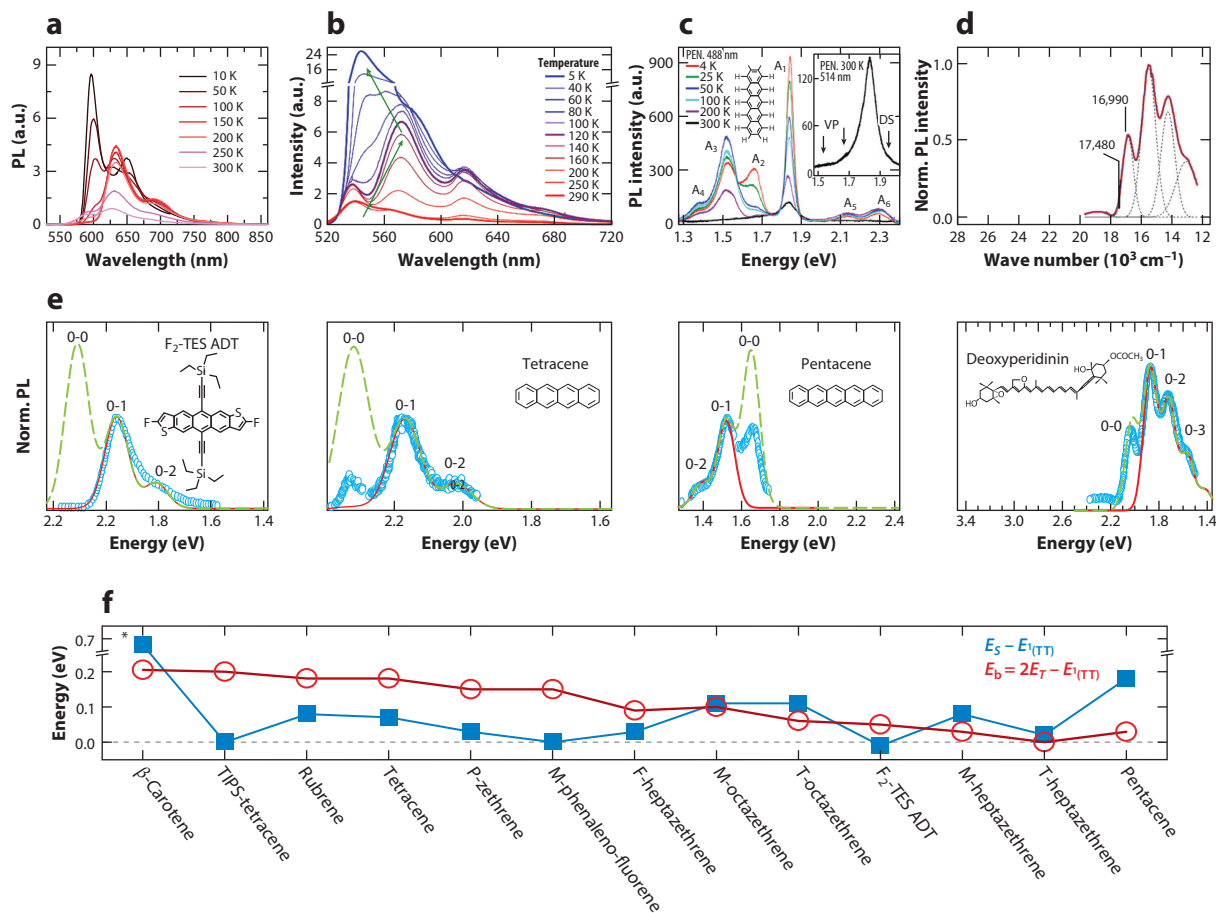 a
PL (a.u.)
9
6
3
0
10 K
50 K
100 K
150 K
200 K
250 K
300 K
550 600 650 700 750 800 850
Wavelength (nm)
b
Intensity (a.u.)
24
16
8
6
4
2
0
Temperature
5 K
40 K
60 K
80 K
100 K
120 K
140 K
160 K
200 K
250 K
290 K
520 560 600 640 680 720
Wavelength (nm)
c
PL intensity (a.u.)
900
600
300
0
PEN. 488 nm
4 K
25 K
50 K
100 K
200 K
300 K
H H
H H
H H
H H
H H
H H
A1
A2
A3
A4
A5
A6
PEN. 300 K
514 nm
120
60
0
VP
DS
1.5 1.7 1.9
1.3 1.5 1.7 1.9 2.1 2.3
Energy (eV)
d
Norm. PL intensity
1.0
0.5
0.0
16,990
17,480
28 26 24 22 20 18 16 14 12
Wave number (10³ cm⁻¹)
e
Norm. PL
0-0
F₂-TES ADT
0-1
0-2
Si
F
S
S
F
Si
2.2 2.0 1.8 1.6 1.4
Energy (eV)
0-0
Tetracene
0-1
0-2
0-2
2.2 2.0 1.8 1.6
Energy (eV)
0-0
Pentacene
0-1
0-2
1.4 1.6 1.8 2.0 2.2 2.4
Energy (eV)
Deoxyperidinin
OCOCH₃
HO
O
O
HO
0-1
0-2
0-0
0-3
3.4 3.0 2.6 2.2 1.8 1.4
Energy (eV)
f
Energy (eV)
0.7
0.2
0.1
0.0
*
E_S − E¹(TT)
E_b = 2E_T − E¹(TT)
β-Carotene
TIPS-tetracene
Rubrene
Tetracene
P-zethrene
M-phenaleno-fluorene
F-heptazethrene
M-octazethrene
T-octazethrene
F₂-TES ADT
M-heptazethrene
T-heptazethrene
Pentacene